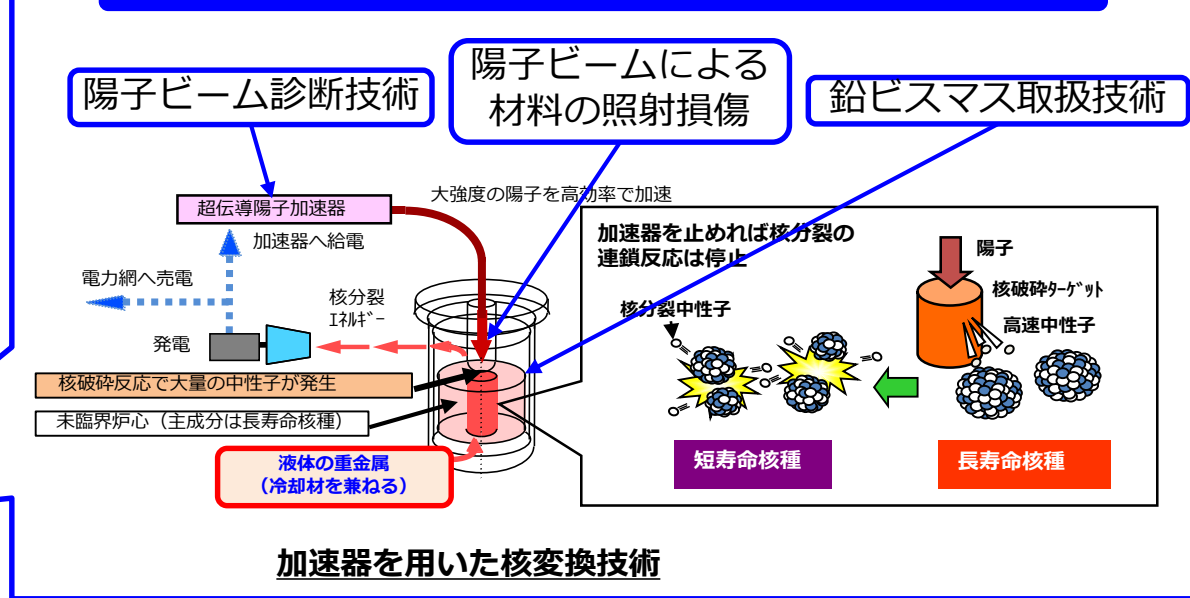 陽子ビーム診断技術
陽子ビームによる
材料の照射損傷
鉛ビスマス取扱技術
大強度の陽子を高効率で加速
超伝導陽子加速器
加速器へ給電
電力網へ売電
核分裂
ｴﾈﾙｷﾞｰ
発電
核破砕反応で大量の中性子が発生
未臨界炉心（主成分は長寿命核種）
液体の重金属
（冷却材を兼ねる）
加速器を止めれば核分裂の
連鎖反応は停止
陽子
核破砕ﾀｰｹﾞｯﾄ
核分裂中性子
高速中性子
短寿命核種
長寿命核種
加速器を用いた核変換技術